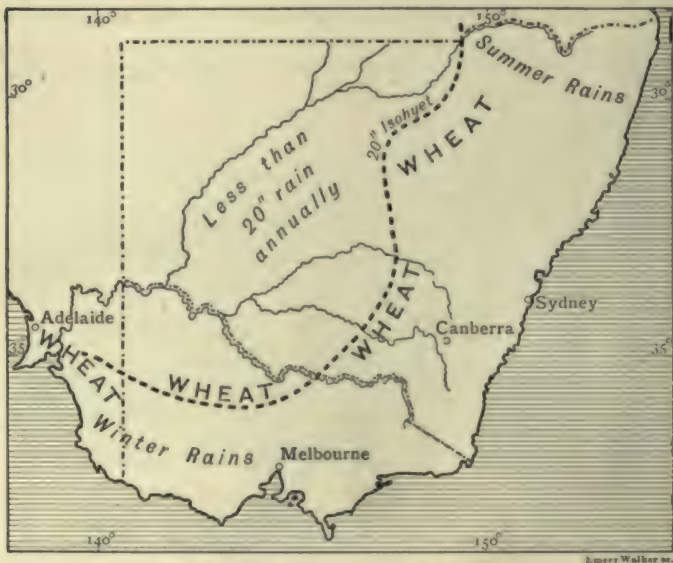 140° 150°
Summer Rains
30° 30°
20" Isohyet
WHEAT
Less than
20" rain
annually
WHEAT
Sydney
Adelaide
Canberra
35° 35°
WHEAT
WHEAT
Winter Rains
Melbourne
140° 150°
Emery Walker sc.